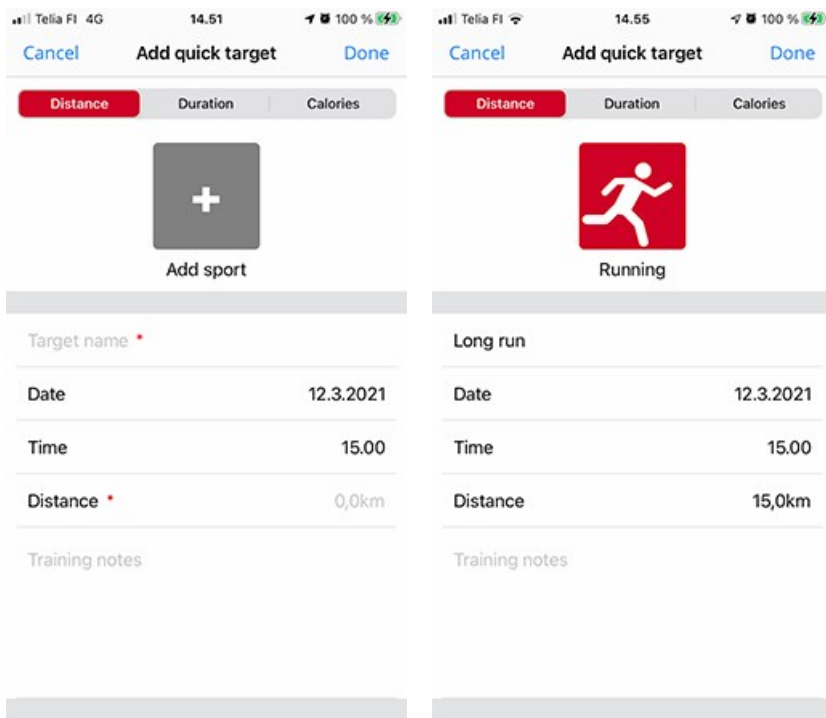 Telia FI 4G 14.51 100 %
Cancel Add quick target Done
Distance Duration Calories
+
Add sport
Target name *
Date 12.3.2021
Time 15.00
Distance * 0,0km
Training notes
Telia FI 14.55 100 %
Cancel Add quick target Done
Distance Duration Calories
Running
Long run
Date 12.3.2021
Time 15.00
Distance 15,0km
Training notes